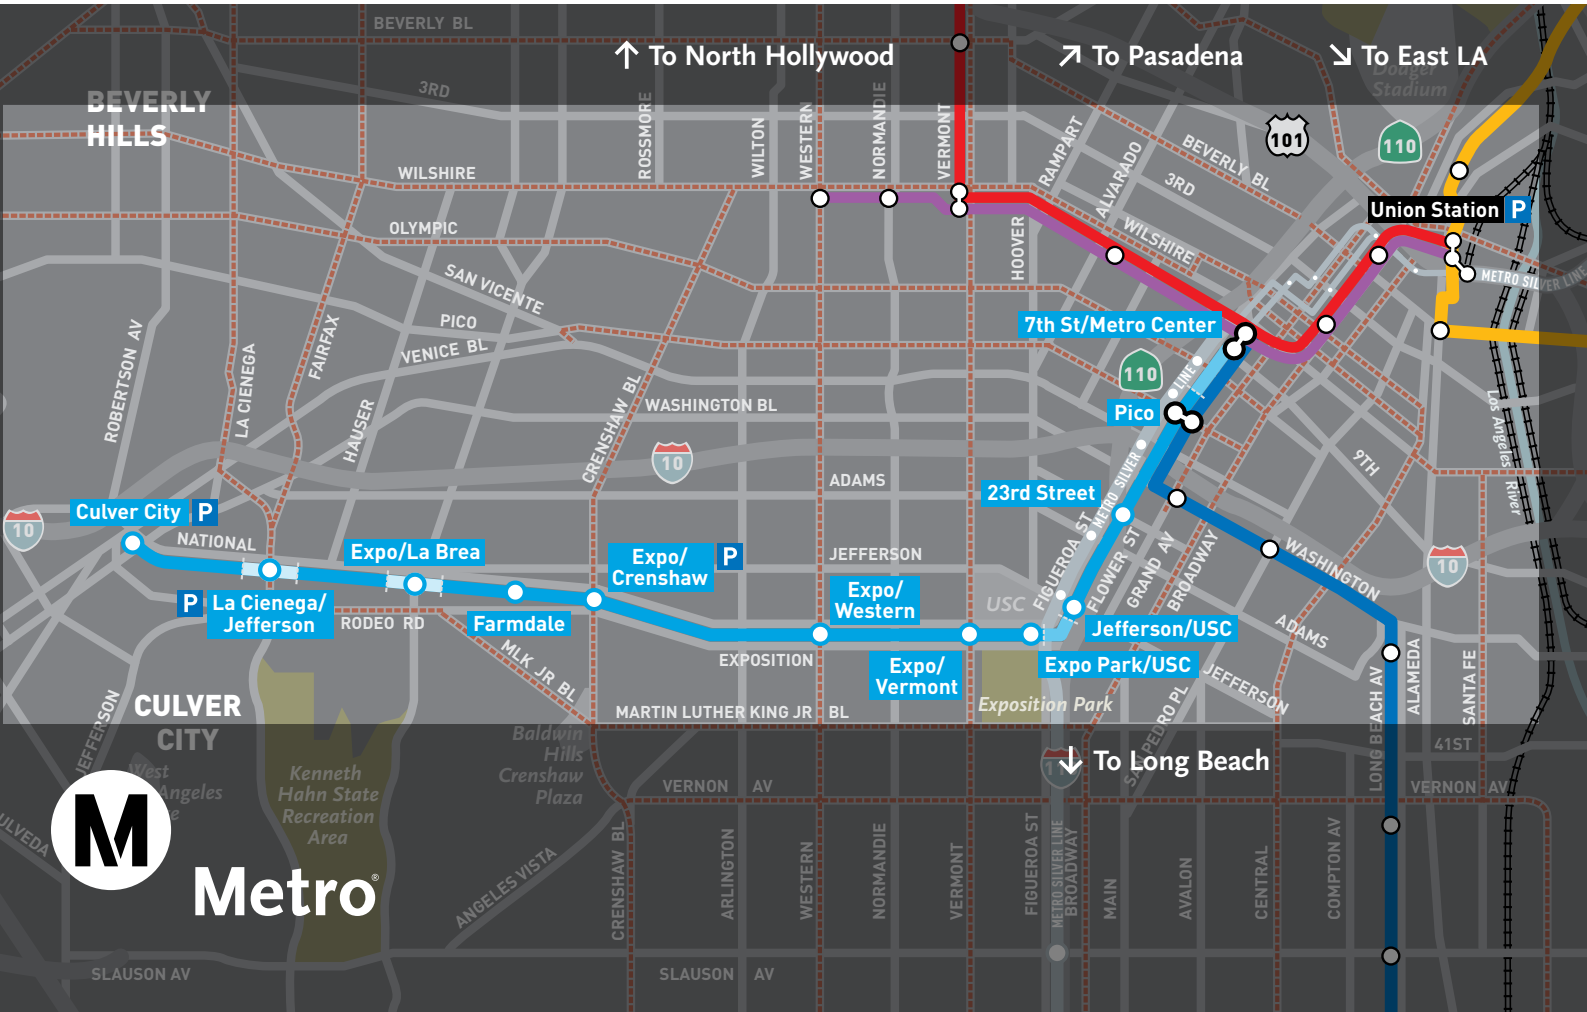 BEVERLY BL
↑ To North Hollywood
↗ To Pasadena
↘ To East LA
Dodger
Stadium
3RD
BEVERLY
HILLS
ROSSMORE
WILTON
WESTERN
NORMANDIE
VERMONT
RAMPART
ALVARADO
BEVERLY BL
3RD
101
110
WILSHIRE
Union Station P
OLYMPIC
HOOVER
WILSHIRE
SAN VICENTE
METRO SILVER LINE
ROBERTSON AV
LA CIENEGA
FAIRFAX
PICO
VENICE BL
7th St/Metro Center
110
LINE
HAUSER
CRENSHAW BL
WASHINGTON BL
Pico
10
METRO SILVER
9TH
Los Angeles River
ADAMS
23rd Street
Culver City P
10
NATIONAL
Expo/La Brea
Expo/
Crenshaw
P
JEFFERSON
FIGUEROA ST
FLOWER ST
GRAND AV
BROADWAY
WASHINGTON
10
P
La Cienega/
Jefferson
RODEO RD
Farmdale
Expo/
Western
USC
Jefferson/USC
ADAMS
MLK JR BL
EXPOSITION
Expo/
Vermont
Expo Park/USC
JEFFERSON
LONG BEACH AV
ALAMEDA
SANTA FE
CULVER
CITY
JEFFERSON
MARTIN LUTHER KING JR BL
Exposition Park
SAN PEDRO PL
Baldwin
Hills
Crenshaw
Plaza
↓ To Long Beach
41ST
West
Angeles
Kenneth
Hahn State
Recreation
Area
VERNON AV
VERNON AV
M
Metro®
ANGELES VISTA
CRENSHAW BL
ARLINGTON
WESTERN
NORMANDIE
VERMONT
FIGUEROA ST
METRO SILVER LINE
BROADWAY
MAIN
AVALON
CENTRAL
COMPTON AV
SLAUSON AV
SLAUSON AV